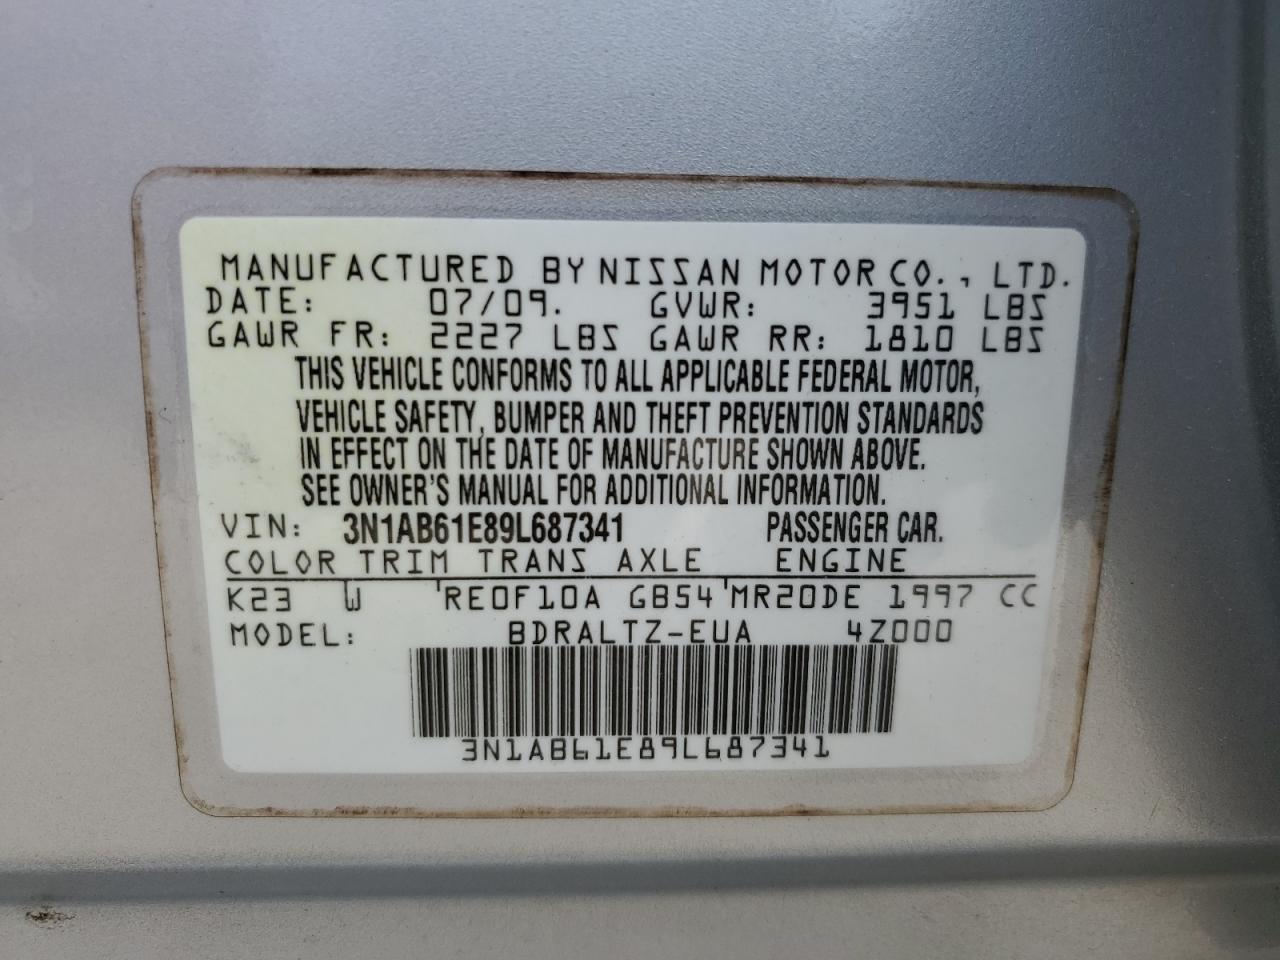 MANUFACTURED BY NISSAN MOTOR CO., LTD.
DATE: 07/09. GVWR: 3951 LBS
GAWR FR: 2227 LBS GAWR RR: 1810 LBS
THIS VEHICLE CONFORMS TO ALL APPLICABLE FEDERAL MOTOR,
VEHICLE SAFETY, BUMPER AND THEFT PREVENTION STANDARDS
IN EFFECT ON THE DATE OF MANUFACTURE SHOWN ABOVE.
SEE OWNER'S MANUAL FOR ADDITIONAL INFORMATION.
VIN: 3N1AB61E89L687341 PASSENGER CAR.
COLOR TRIM TRANS AXLE ENGINE
K23 W RE0F10A GB54 MR20DE 1997 CC
MODEL: BDRALTZ-EUA 4Z000
3N1AB61E89L687341